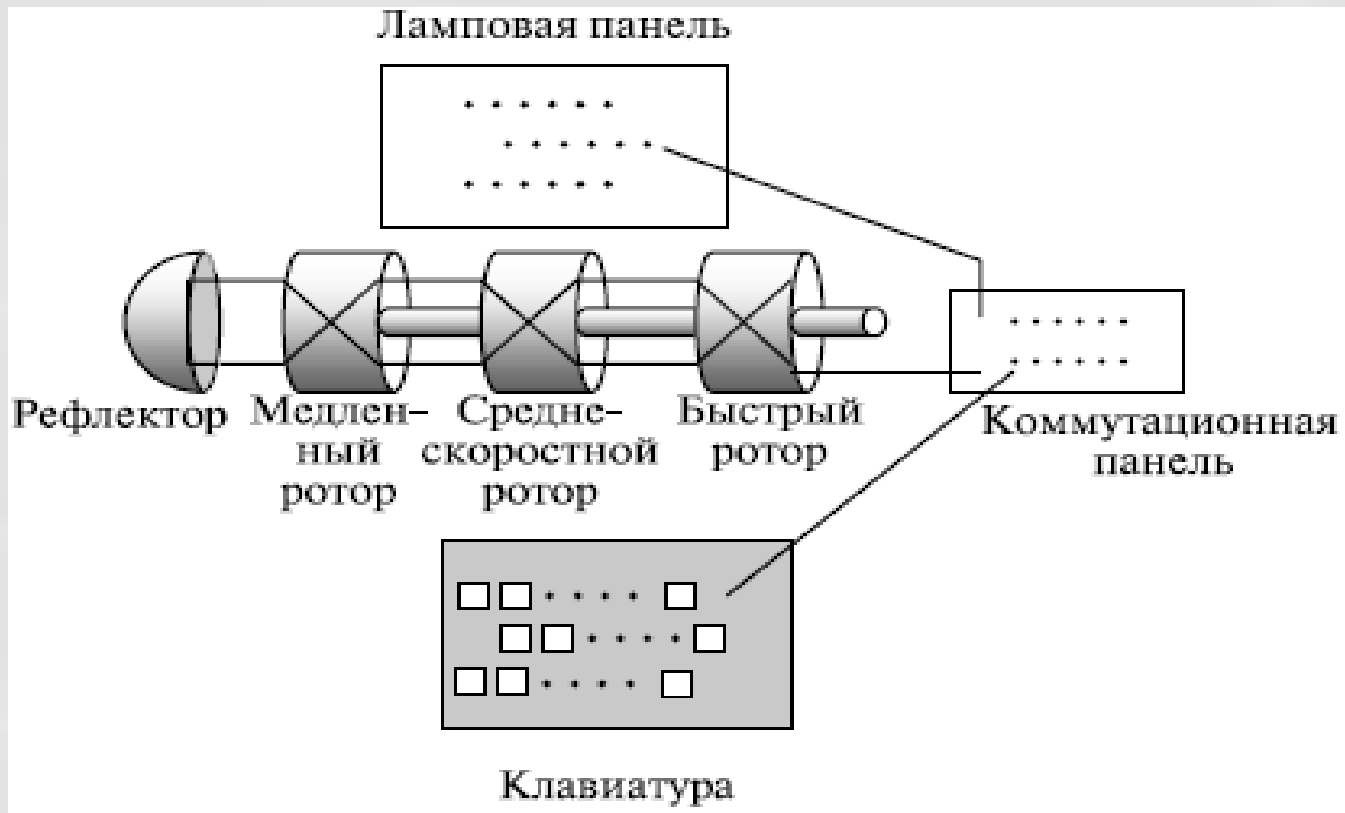 Ламповая панель
Рефлектор
Медлен-
ный
ротор
Средне-
скоростной
ротор
Быстрый
ротор
Коммутационная
панель
Клавиатура